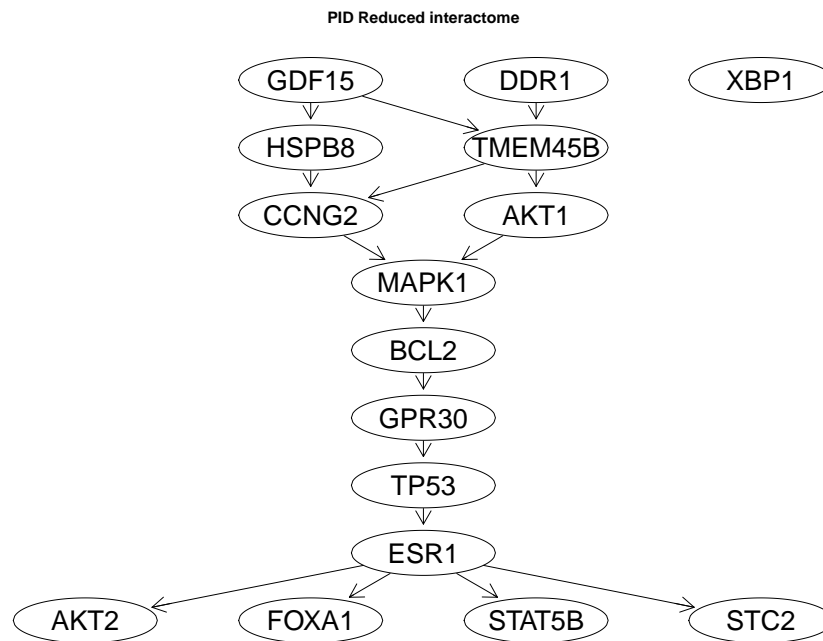 PID Reduced interactome
GDF15 DDR1 XBP1
HSPB8 TMEM45B
CCNG2 AKT1
MAPK1
BCL2
GPR30
TP53
ESR1
AKT2 FOXA1 STAT5B STC2